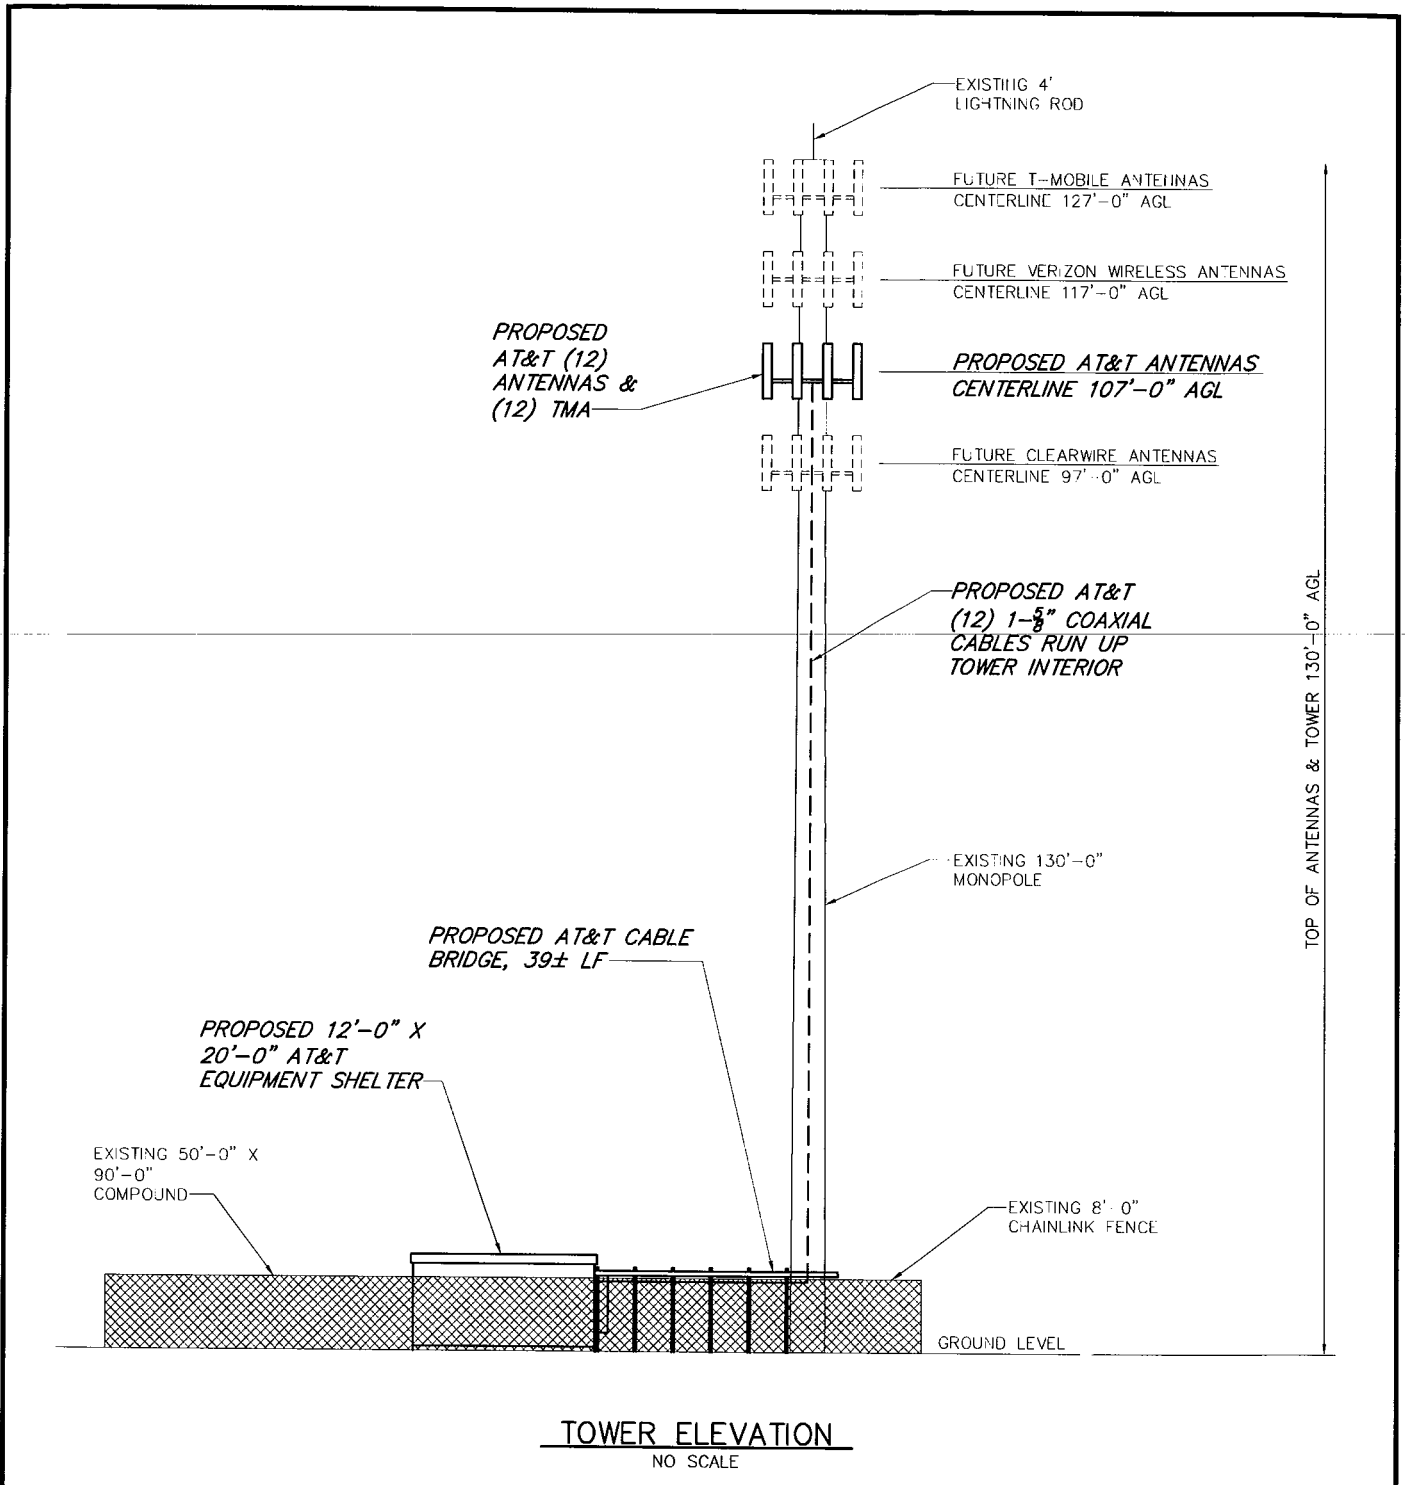 EXISTING 4'
LIGHTNING ROD
FUTURE T-MOBILE ANTENNAS
CENTERLINE 127'-0" AGL
FUTURE VERIZON WIRELESS ANTENNAS
CENTERLINE 117'-0" AGL
PROPOSED
AT&T (12)
ANTENNAS &
(12) TMA
PROPOSED AT&T ANTENNAS
CENTERLINE 107'-0" AGL
FUTURE CLEARWIRE ANTENNAS
CENTERLINE 97'-0" AGL
PROPOSED AT&T
(12) 1-5/8" COAXIAL
CABLES RUN UP
TOWER INTERIOR
TOP OF ANTENNAS & TOWER 130'-0" AGL
EXISTING 130'-0"
MONOPOLE
PROPOSED AT&T CABLE
BRIDGE, 39± LF
PROPOSED 12'-0" X
20'-0" AT&T
EQUIPMENT SHELTER
EXISTING 50'-0" X
90'-0"
COMPOUND
EXISTING 8'-0"
CHAINLINK FENCE
GROUND LEVEL
TOWER ELEVATION
NO SCALE